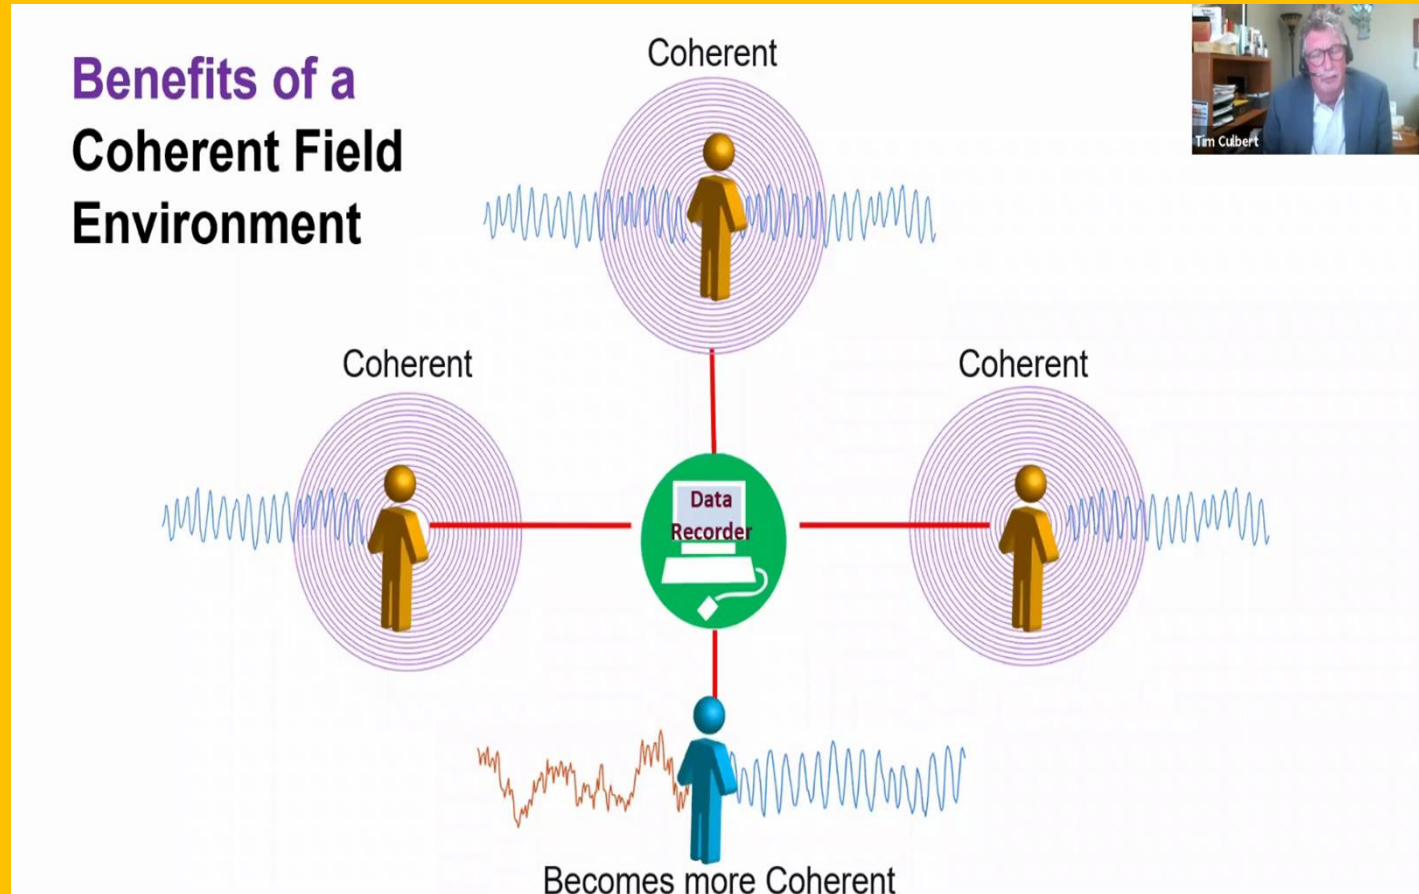 Benefits of a
Coherent Field
Environment
Coherent
Tim Culbert
Coherent
Coherent
Data
Recorder
Becomes more Coherent